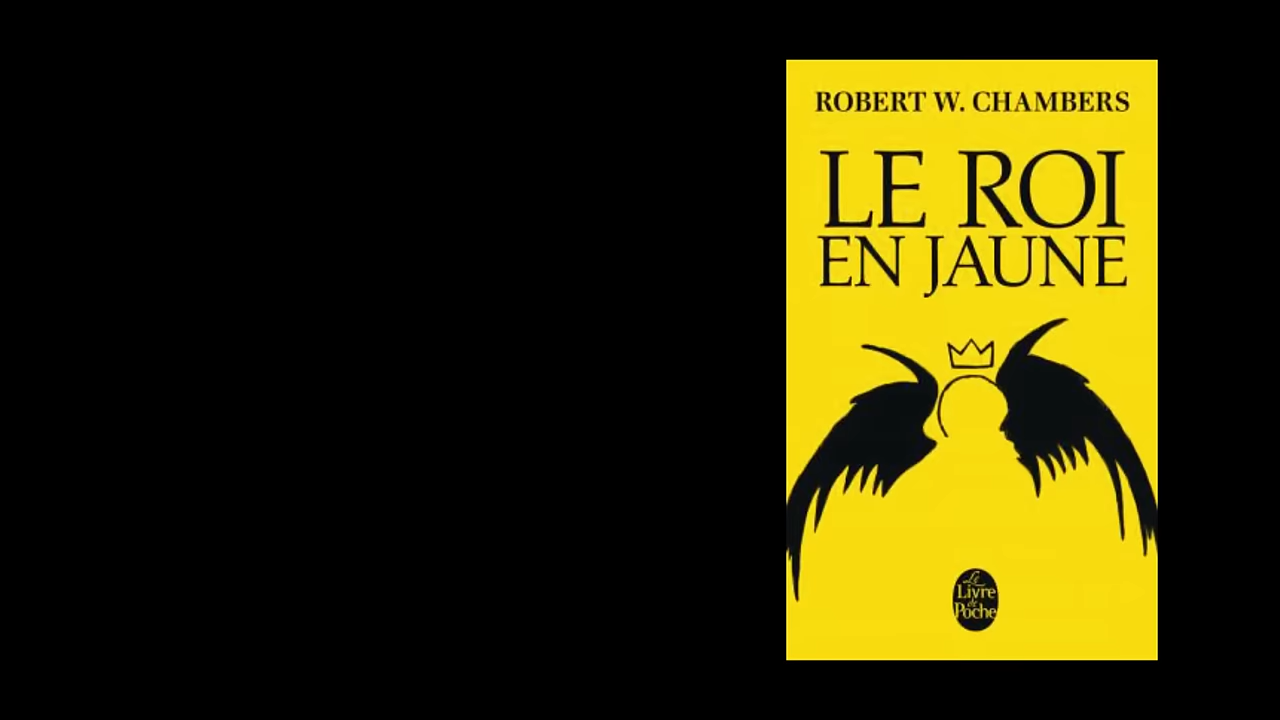 ROBERT W. CHAMBERS
LE ROI
EN JAUNE
Le
Livre
de
Poche